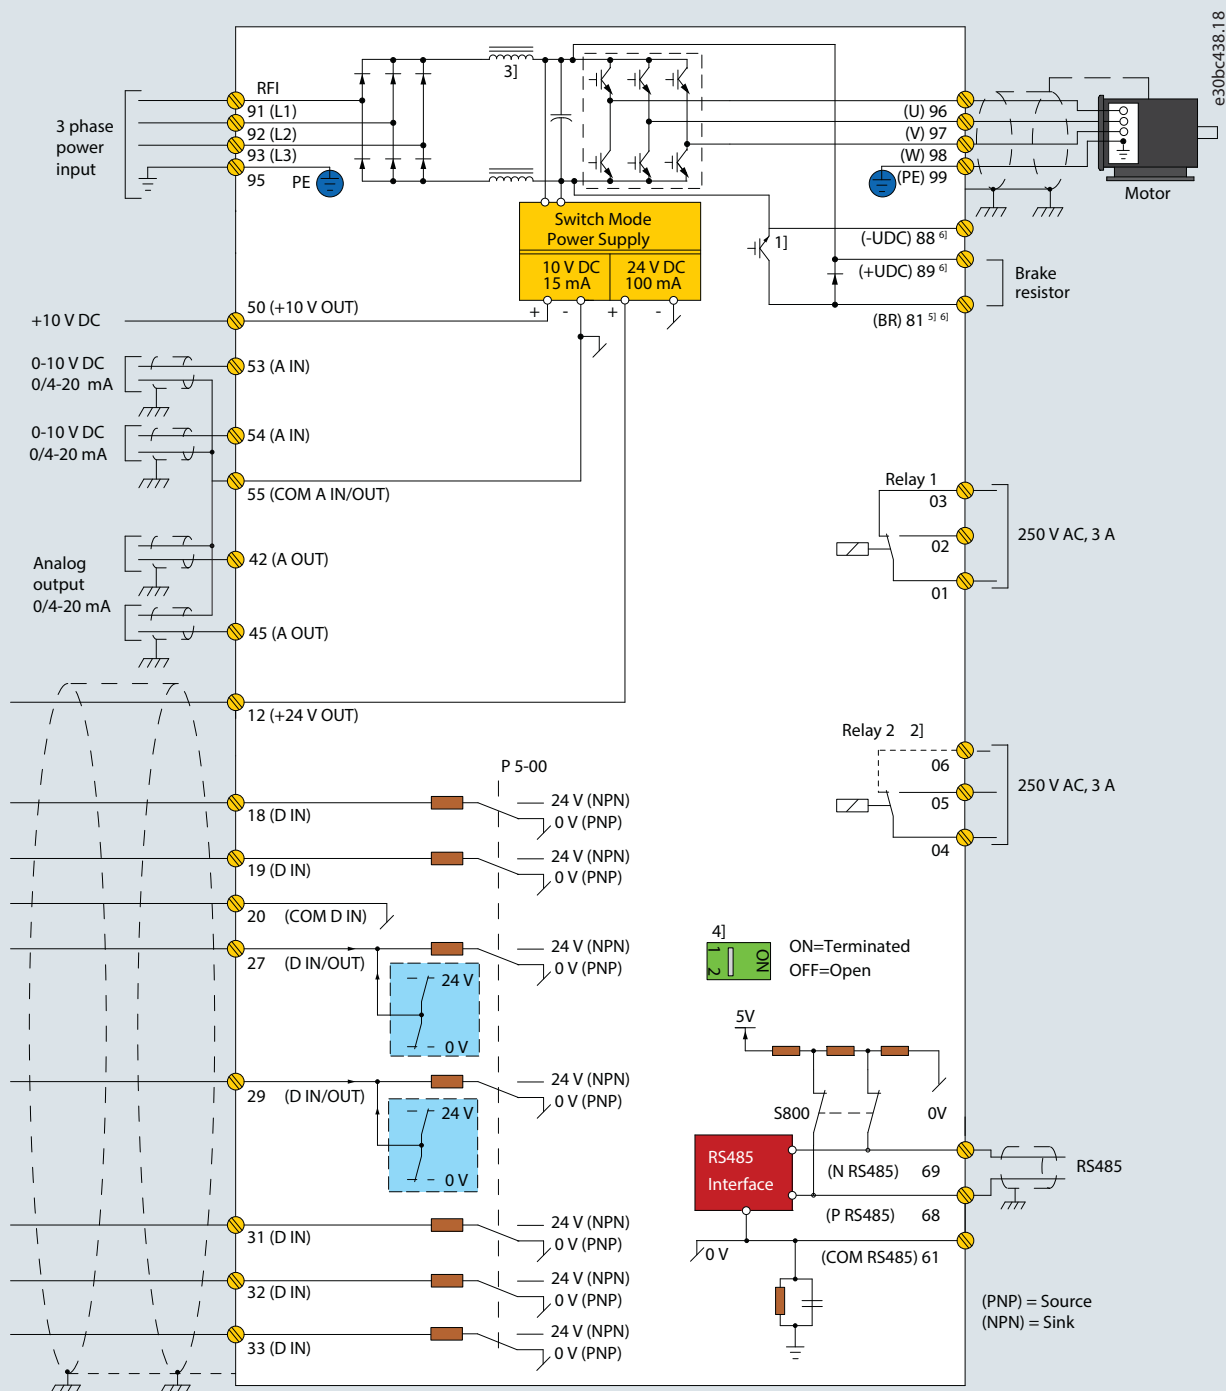 e30bc438.18
3 phase
power
input
RFI
91 (L1)
92 (L2)
93 (L3)
95
PE
3]
(U) 96
(V) 97
(W) 98
(PE) 99
Motor
Switch Mode
Power Supply
10 V DC
15 mA
24 V DC
100 mA
+
-
+
-
1]
(-UDC) 88 6]
(+UDC) 89 6]
(BR) 81 5] 6]
Brake
resistor
+10 V DC
50 (+10 V OUT)
0-10 V DC
0/4-20 mA
53 (A IN)
0-10 V DC
0/4-20 mA
54 (A IN)
55 (COM A IN/OUT)
Analog
output
0/4-20 mA
42 (A OUT)
45 (A OUT)
12 (+24 V OUT)
Relay 1
03
02
01
250 V AC, 3 A
Relay 2 2]
06
05
04
250 V AC, 3 A
P 5-00
18 (D IN)
24 V (NPN)
0 V (PNP)
19 (D IN)
24 V (NPN)
0 V (PNP)
20 (COM D IN)
27 (D IN/OUT)
24 V (NPN)
0 V (PNP)
24 V
0 V
29 (D IN/OUT)
24 V (NPN)
0 V (PNP)
24 V
0 V
31 (D IN)
24 V (NPN)
0 V (PNP)
32 (D IN)
24 V (NPN)
0 V (PNP)
33 (D IN)
24 V (NPN)
0 V (PNP)
4]
1
2
ON
ON=Terminated
OFF=Open
5V
S800
0V
RS485
Interface
(N RS485) 69
(P RS485) 68
RS485
0 V
(COM RS485) 61
(PNP) = Source
(NPN) = Sink